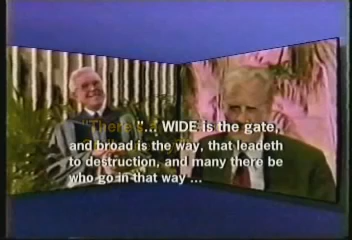 "There's "... WIDE is the gate,
and broad is the way, that leadeth
to destruction, and many there be
who go in that way ...